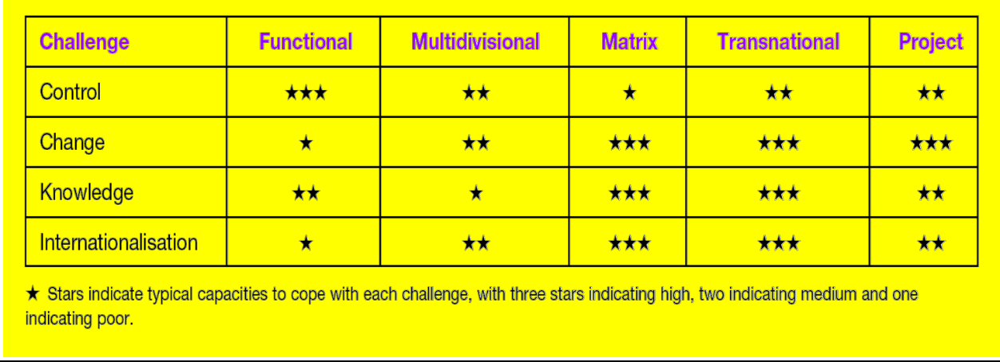 Challenge Functional Multidivisional Matrix Transnational Project
Control ★★★ ★★ ★ ★★ ★★
Change ★ ★★ ★★★ ★★★ ★★★
Knowledge ★★ ★ ★★★ ★★★ ★★
Internationalisation ★ ★★ ★★★ ★★★ ★★
★ Stars indicate typical capacities to cope with each challenge, with three stars indicating high, two indicating medium and one
indicating poor.